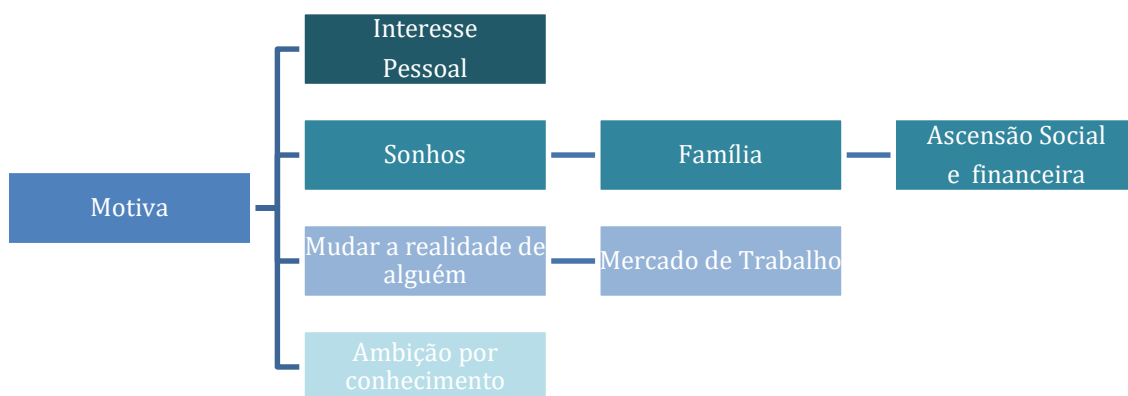 Interesse
Pessoal
Sonhos
Família
Ascensão Social
e financeira
Motiva
Mudar a realidade de
alguém
Mercado de Trabalho
Ambição por
conhecimento